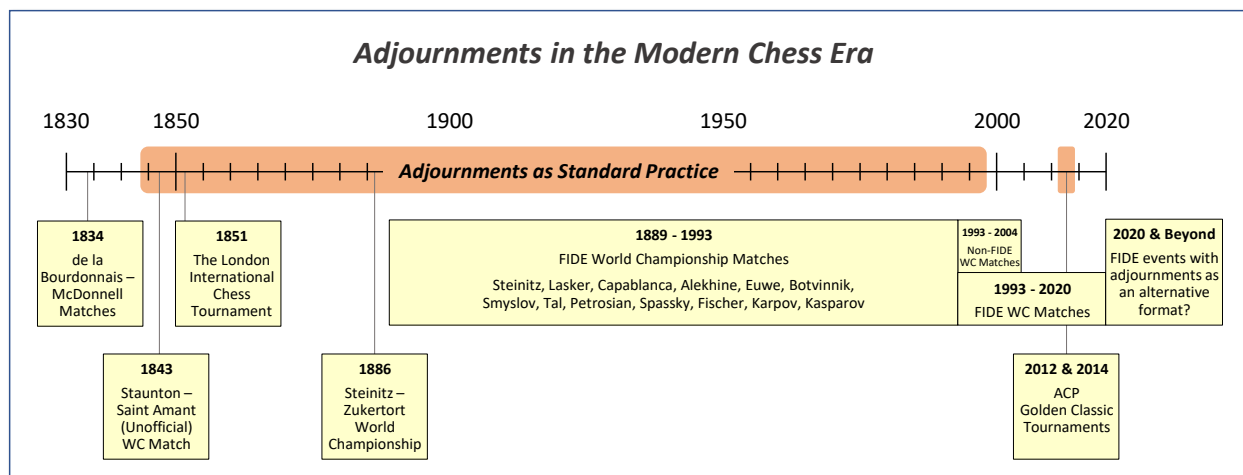 Adjournments in the Modern Chess Era
1830 1850 1900 1950 2000 2020
Adjournments as Standard Practice
1834
de la
Bourdonnais –
McDonnell
Matches
1851
The London
International
Chess
Tournament
1889 - 1993
FIDE World Championship Matches
Steinitz, Lasker, Capablanca, Alekhine, Euwe, Botvinnik,
Smyslov, Tal, Petrosian, Spassky, Fischer, Karpov, Kasparov
1993 - 2004
Non-FIDE
WC Matches
1993 - 2020
FIDE WC Matches
2020 & Beyond
FIDE events with
adjournments as
an alternative
format?
1843
Staunton –
Saint Amant
(Unofficial)
WC Match
1886
Steinitz –
Zukertort
World
Championship
2012 & 2014
ACP
Golden Classic
Tournaments